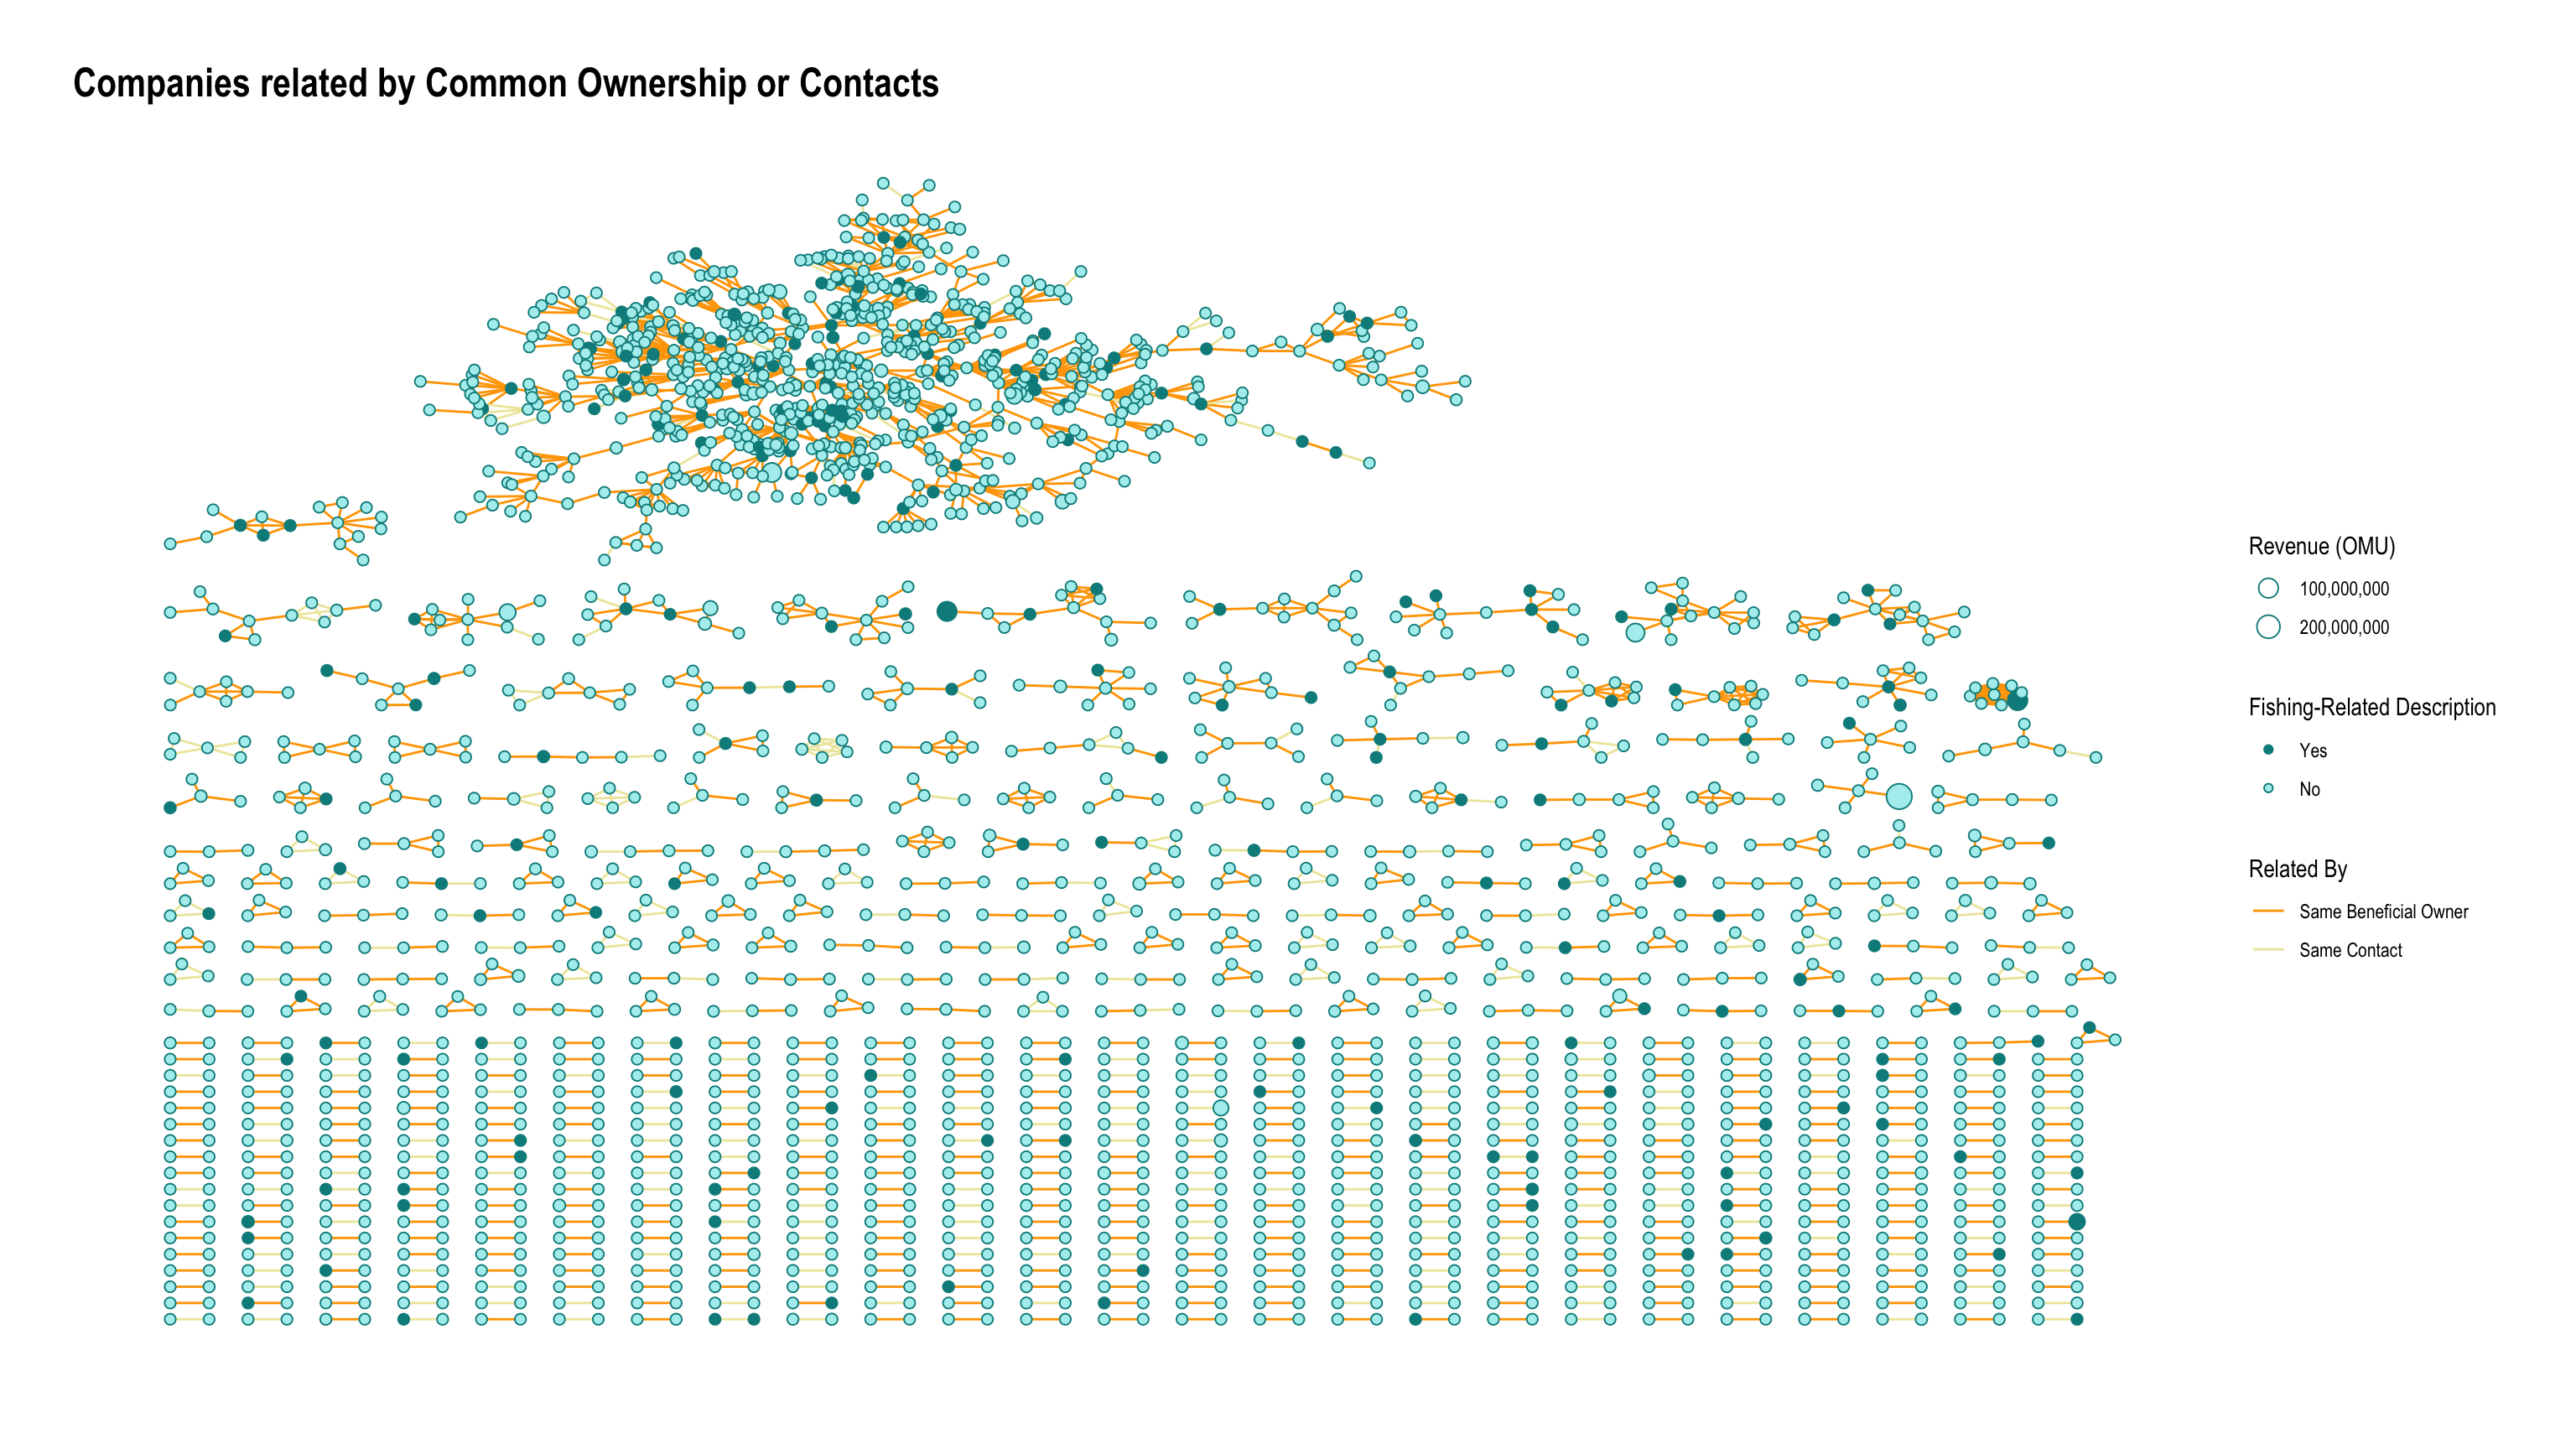 Companies related by Common Ownership or Contacts
Revenue (OMU)
100,000,000
200,000,000
Fishing-Related Description
Yes
No
Related By
Same Beneficial Owner
Same Contact